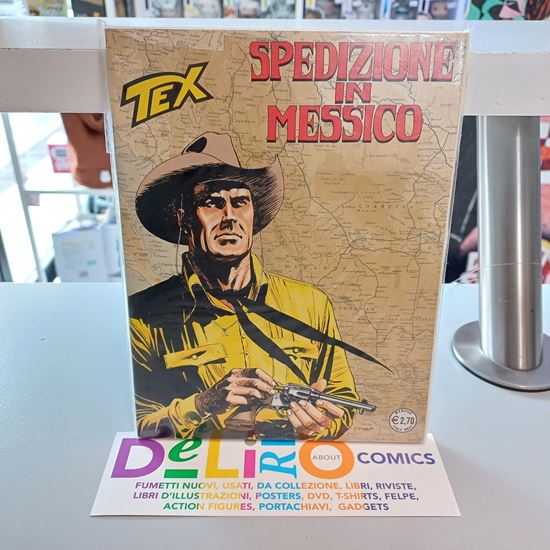 TEX
SPEDIZIONE
IN
MESSICO
€ 2,70
DeLiRiO ABOUT COMICS
FUMETTI NUOVI, USATI, DA COLLEZIONE, LIBRI, RIVISTE,
LIBRI D'ILLUSTRAZIONI, POSTERS, DVD, T-SHIRTS, FELPE,
ACTION FIGURES, PORTACHIAVI, GADGETS